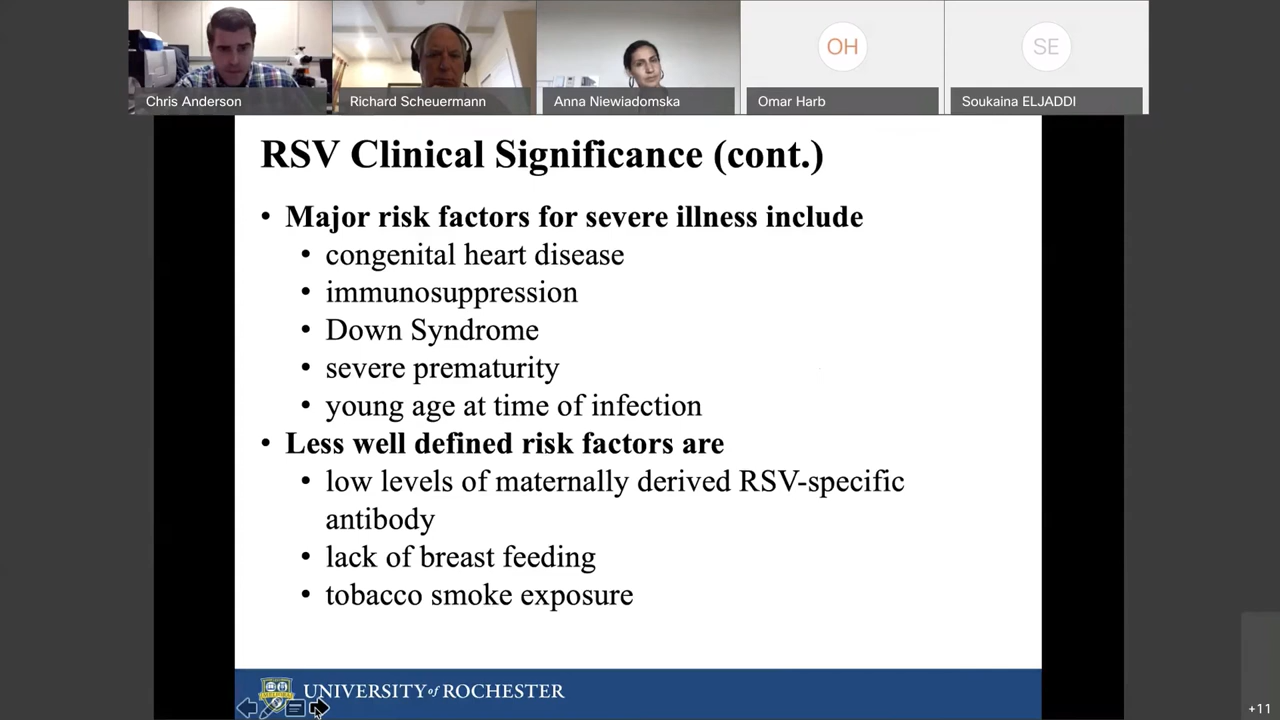 OH
SE
Chris Anderson
Richard Scheuermann
Anna Niewiadomska
Omar Harb
Soukaina ELJADDI
RSV Clinical Significance (cont.)
• Major risk factors for severe illness include
• congenital heart disease
• immunosuppression
• Down Syndrome
• severe prematurity
• young age at time of infection
• Less well defined risk factors are
• low levels of maternally derived RSV-specific
antibody
• lack of breast feeding
• tobacco smoke exposure
UNIVERSITY of ROCHESTER
+11